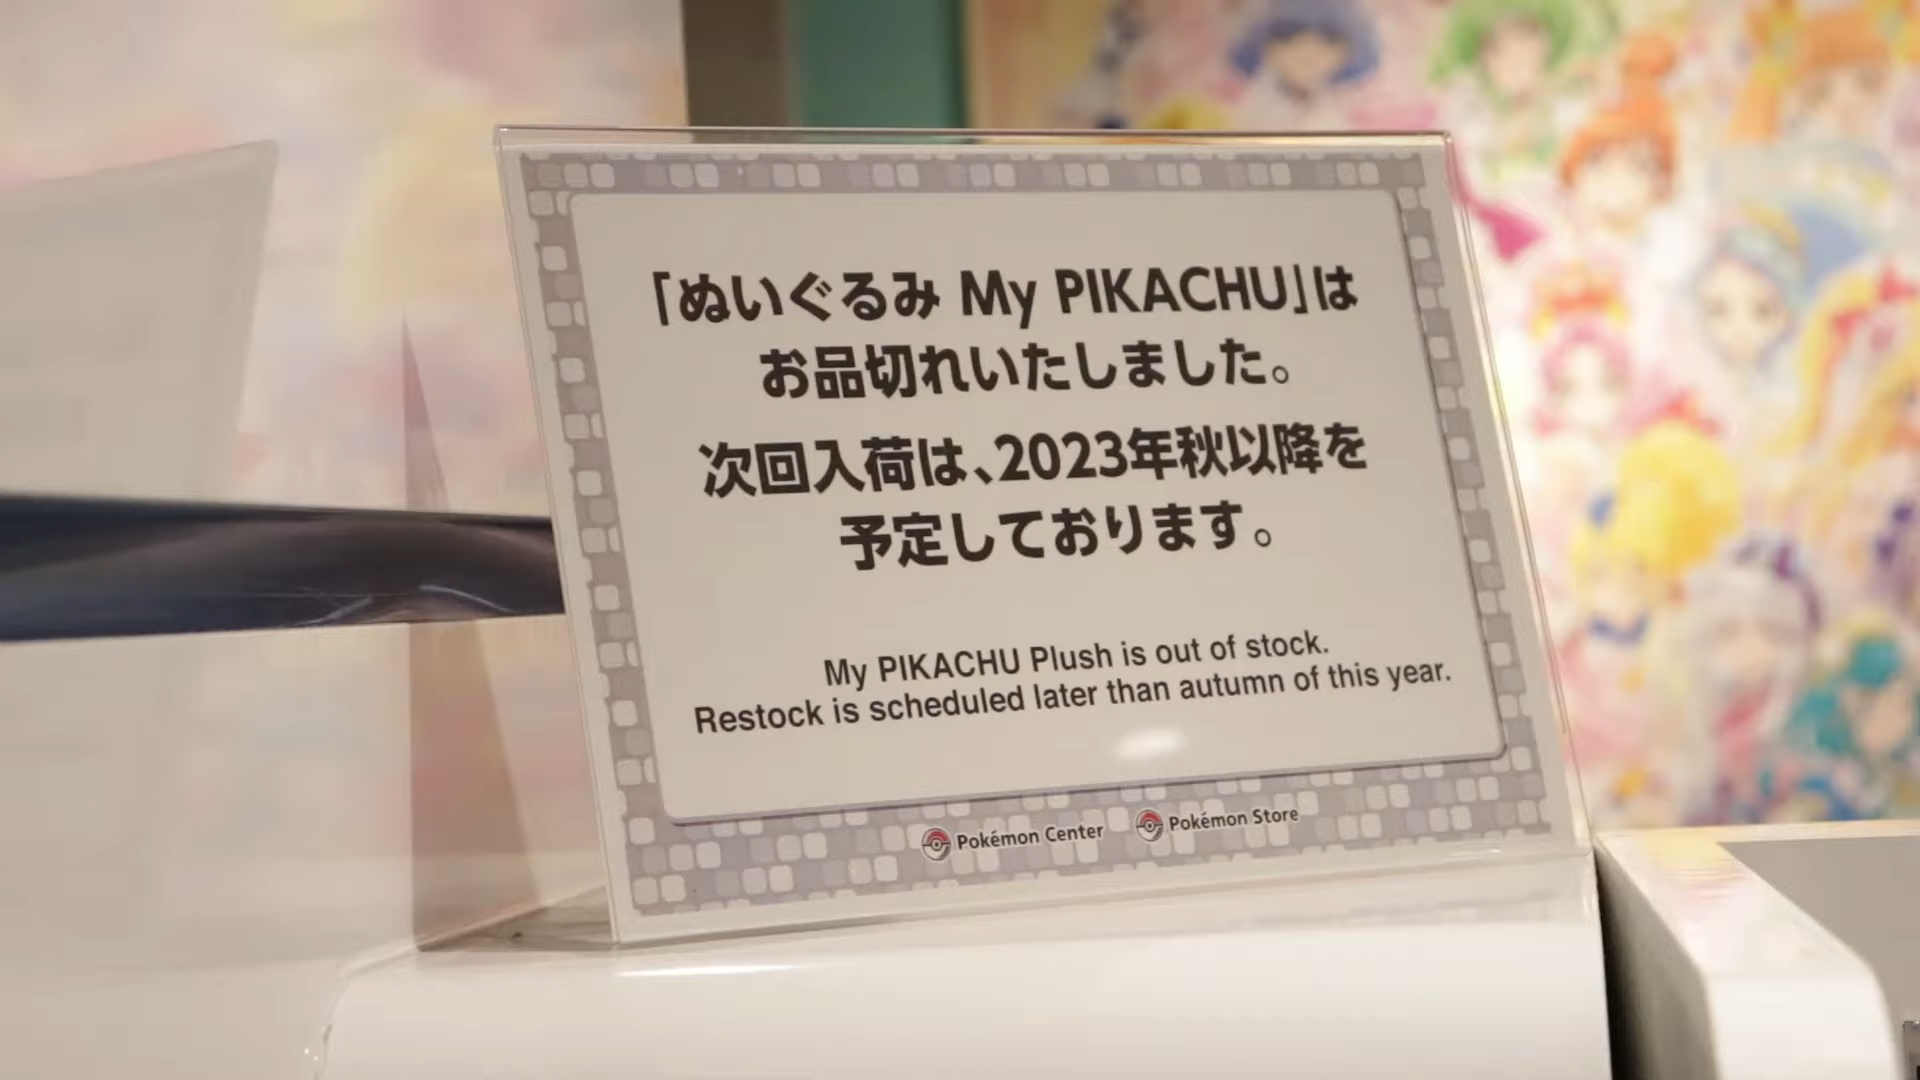 「ぬいぐるみ My PIKACHU」は
お品切れいたしました。
次回入荷は、2023年秋以降を
予定しております。
My PIKACHU Plush is out of stock.
Restock is scheduled later than autumn of this year.
Pokémon Center Pokémon Store